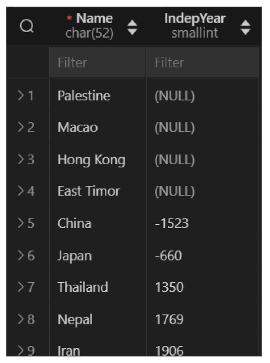 * Name IndepYear
char(52) smallint
Filter Filter
> 1 Palestine (NULL)
> 2 Macao (NULL)
> 3 Hong Kong (NULL)
> 4 East Timor (NULL)
> 5 China -1523
> 6 Japan -660
> 7 Thailand 1350
> 8 Nepal 1769
> 9 Iran 1906